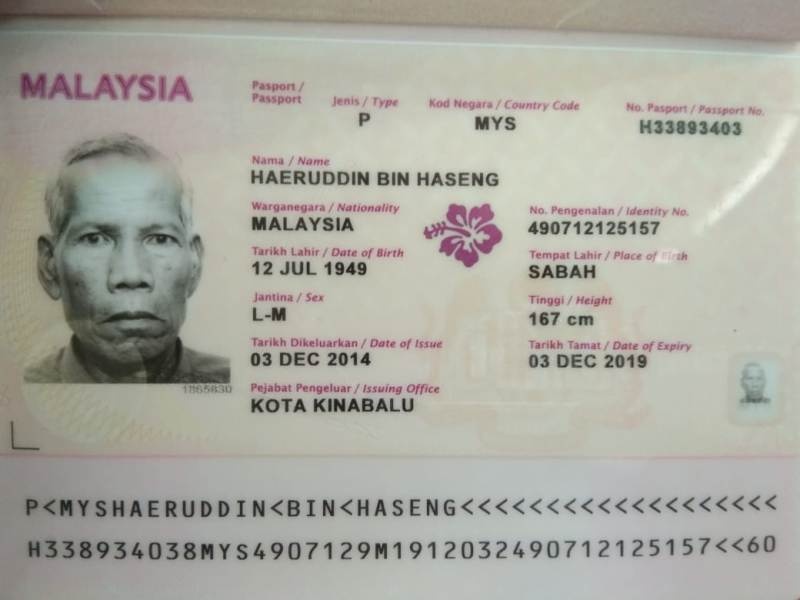 MALAYSIA
Pasport /
Passport
Jenis / Type
P
Kod Negara / Country Code
MYS
No. Pasport / Passport No.
H33893403
Nama / Name
HAERUDDIN BIN HASENG
Warganegara / Nationality
MALAYSIA
No. Pengenalan / Identity No.
490712125157
Tarikh Lahir / Date of Birth
12 JUL 1949
Tempat Lahir / Place of Birth
SABAH
Jantina / Sex
L-M
Tinggi / Height
167 cm
Tarikh Dikeluarkan / Date of Issue
03 DEC 2014
Tarikh Tamat / Date of Expiry
03 DEC 2019
1865830
Pejabat Pengeluar / Issuing Office
KOTA KINABALU
P<MYSHAERUDDIN<BIN<HASENG<<<<<<<<<<<<<<<<<<<
H338934038MYS4907129M1912032490712125157<<60